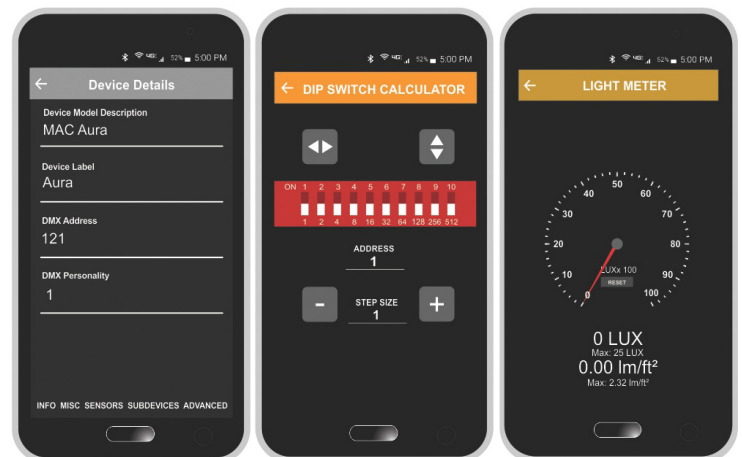 4G 52% 5:00 PM
Device Details
Device Model Description
MAC Aura
Device Label
Aura
DMX Address
121
DMX Personality
1
INFO MISC SENSORS SUBDEVICES ADVANCED
52% 5:00 PM
DIP SWITCH CALCULATOR
ON 1 2 3 4 5 6 7 8 9 10
1 2 4 8 16 32 64 128 256 512
ADDRESS
1
- STEP SIZE +
1
52% 5:00 PM
LIGHT METER
50
40 60
30 70
20 80
10 90
0 100
LUXx 100
RESET
0 LUX
Max: 25 LUX
0.00 lm/ft²
Max: 2.32 lm/ft²